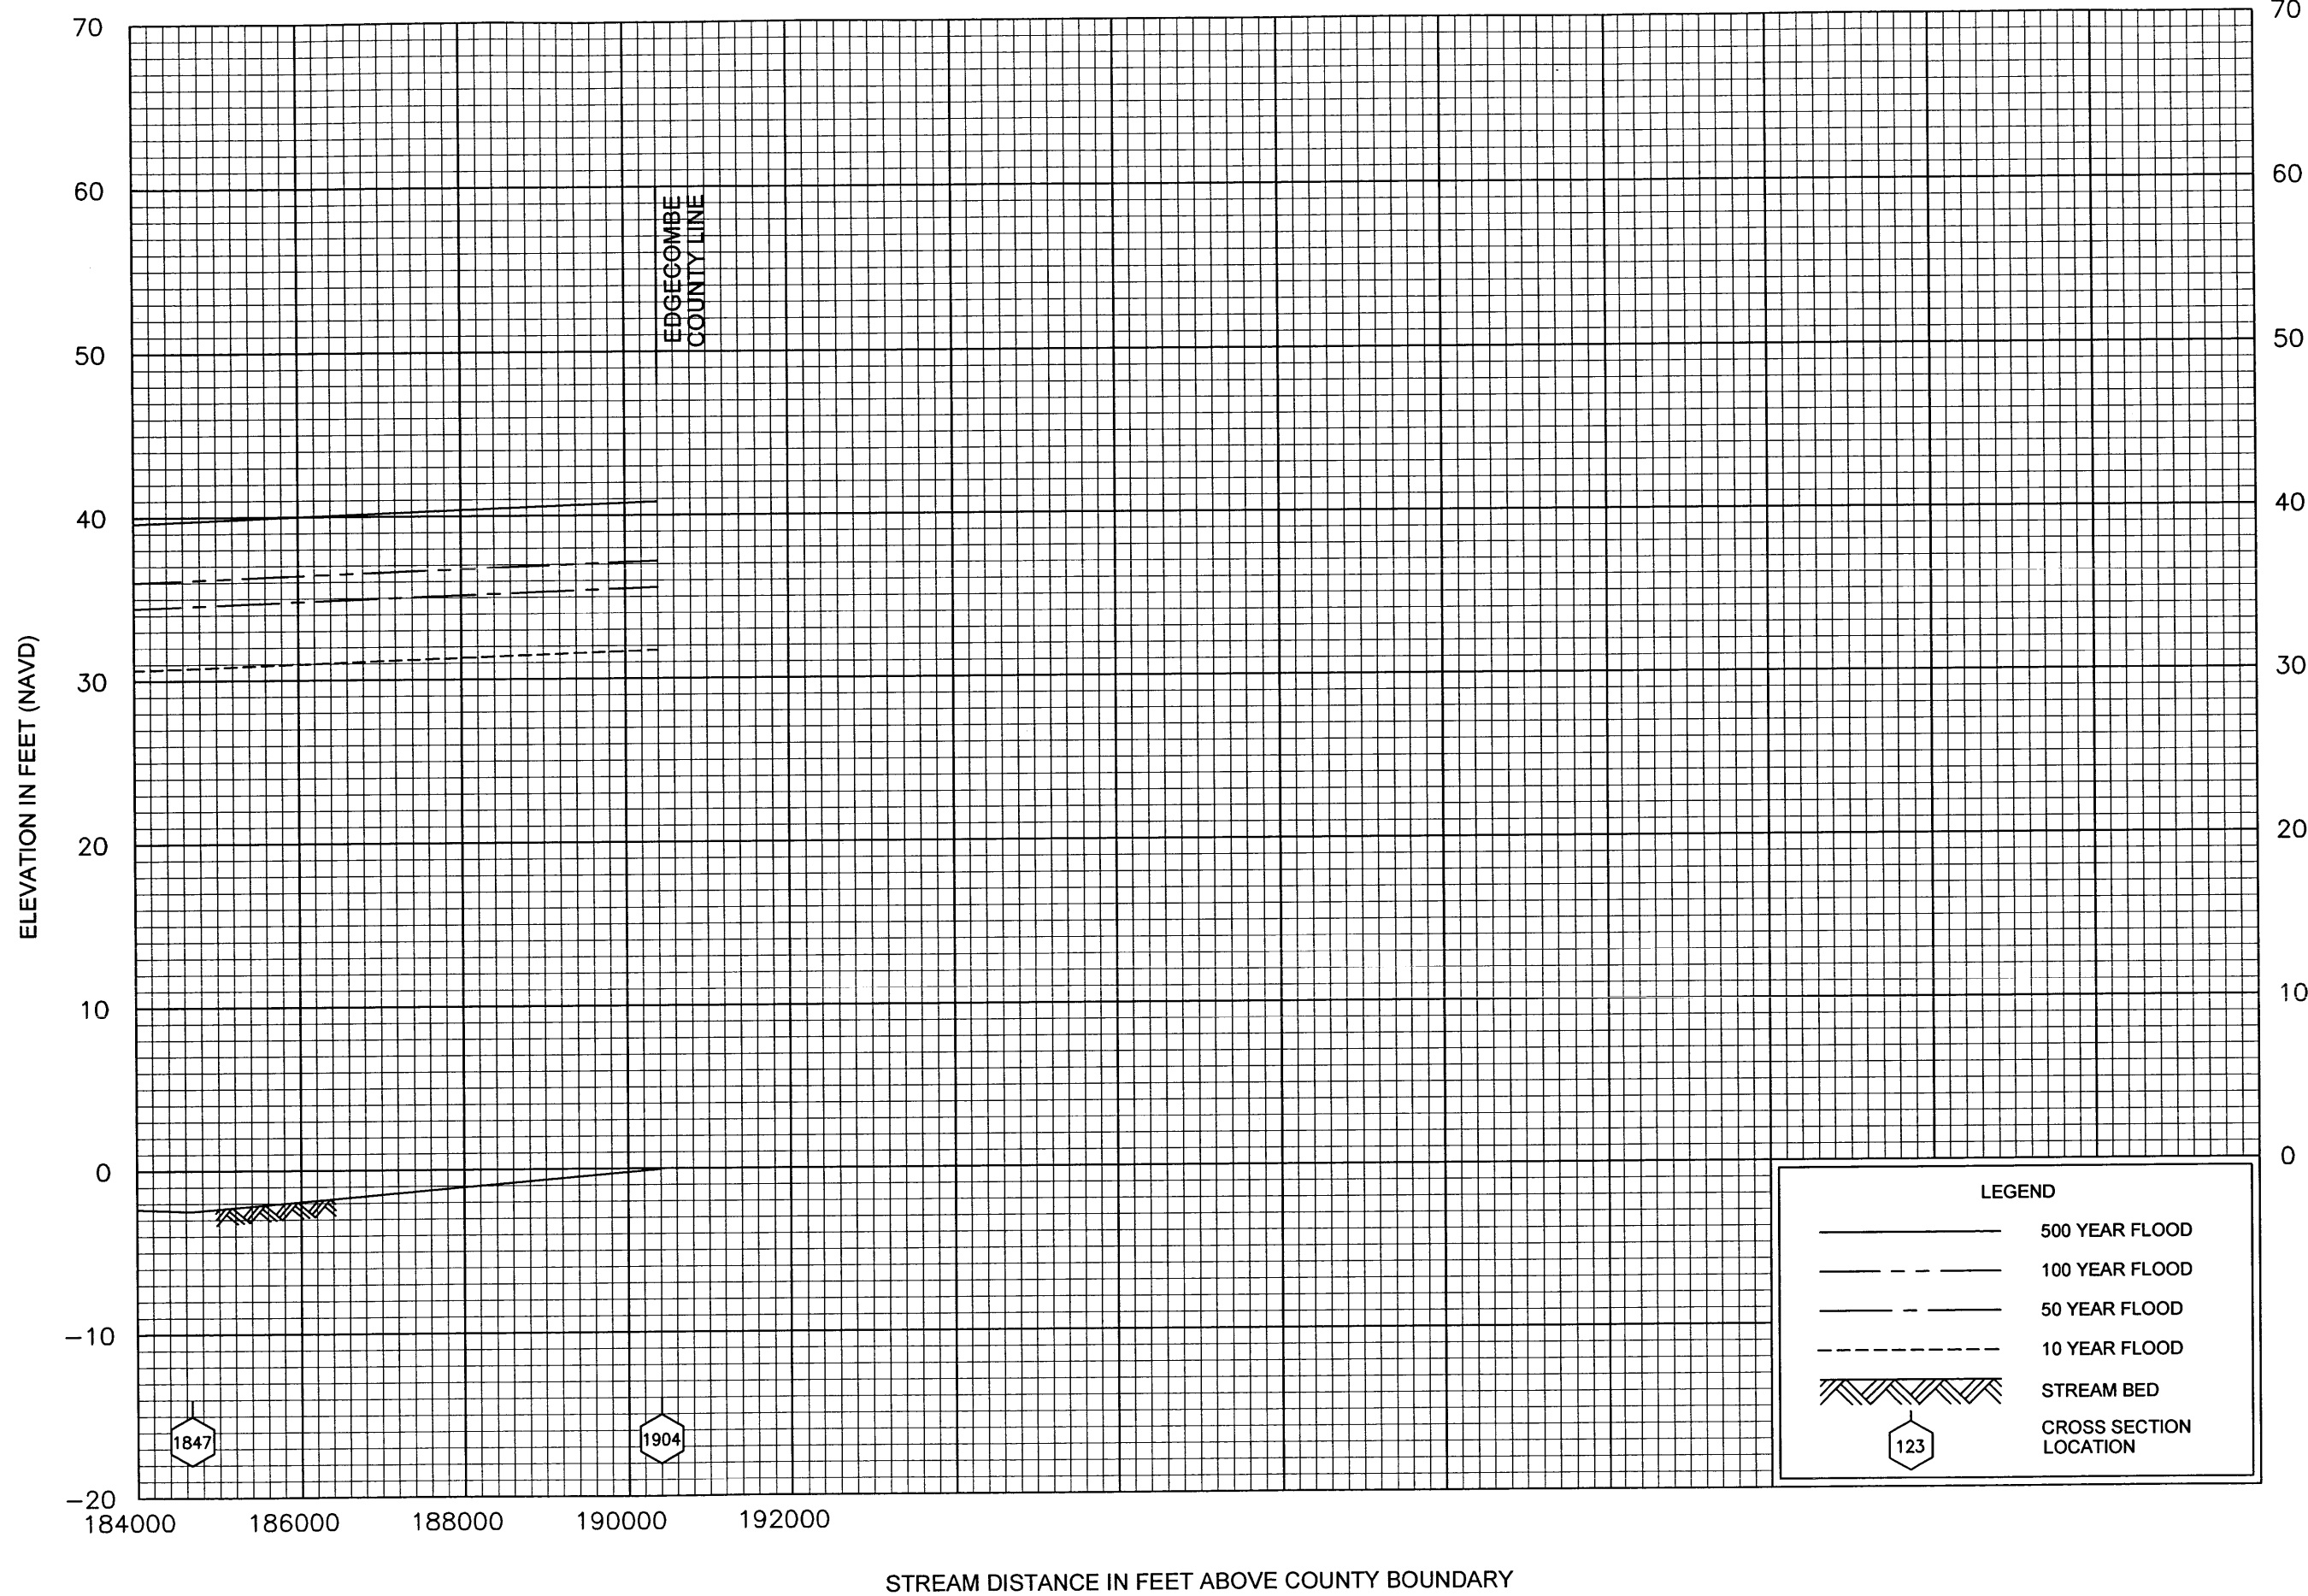 70
60
50
40
30
20
10
0
−10
−20
ELEVATION IN FEET (NAVD)
70
60
50
40
30
20
10
0
EDGECOMBE
COUNTY LINE
1847
1904
LEGEND
500 YEAR FLOOD
100 YEAR FLOOD
50 YEAR FLOOD
10 YEAR FLOOD
STREAM BED
123
CROSS SECTION
LOCATION
184000
186000
188000
190000
192000
STREAM DISTANCE IN FEET ABOVE COUNTY BOUNDARY